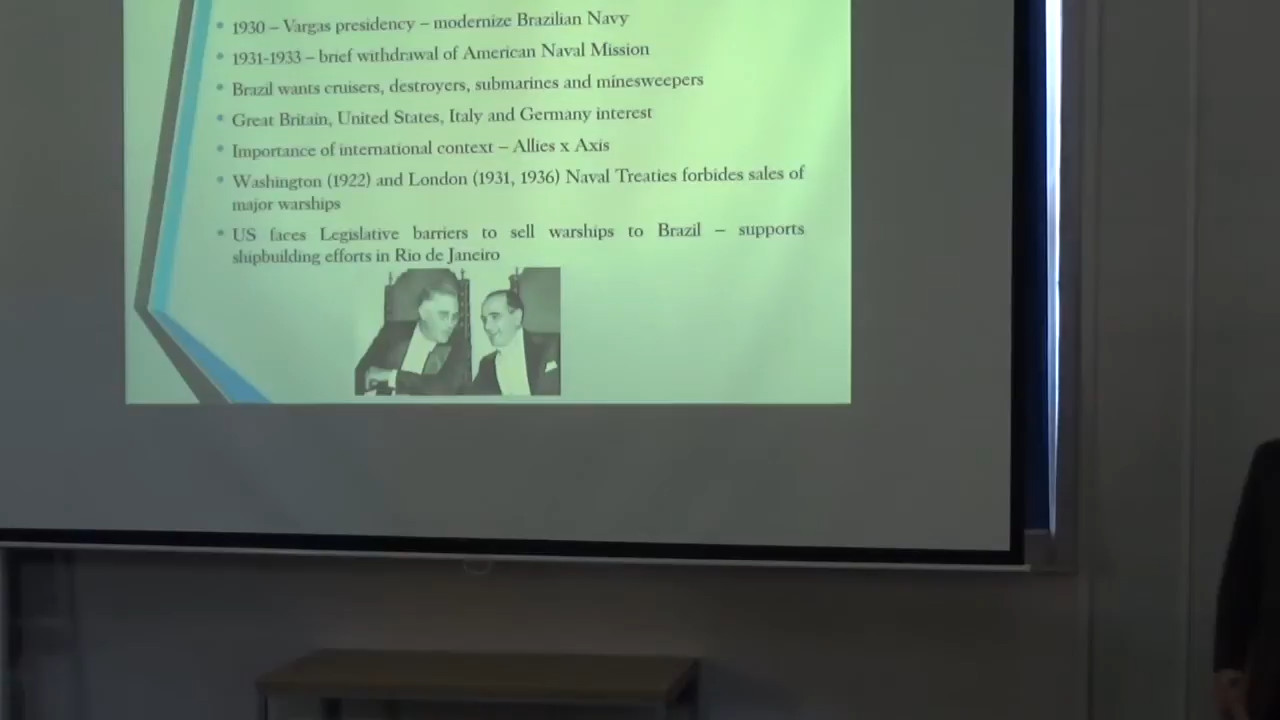 • 1930 – Vargas presidency – modernize Brazilian Navy
• 1931-1933 – brief withdrawal of American Naval Mission
• Brazil wants cruisers, destroyers, submarines and minesweepers
• Great Britain, United States, Italy and Germany interest
• Importance of international context – Allies x Axis
• Washington (1922) and London (1931, 1936) Naval Treaties forbides sales of
major warships
• US faces Legislative barriers to sell warships to Brazil – supports
shipbuilding efforts in Rio de Janeiro